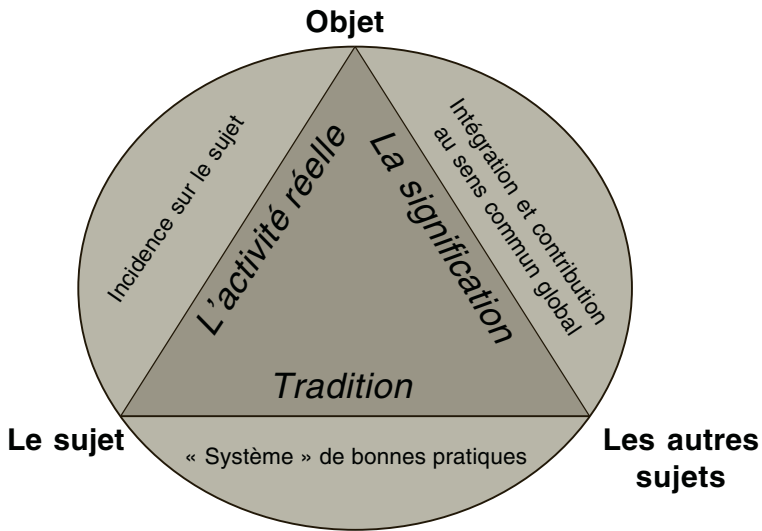 Objet
Incidence sur le sujet
L'activité réelle
La signification
Intégration et contribution
au sens commun global
Tradition
Le sujet
« Système » de bonnes pratiques
Les autres
sujets